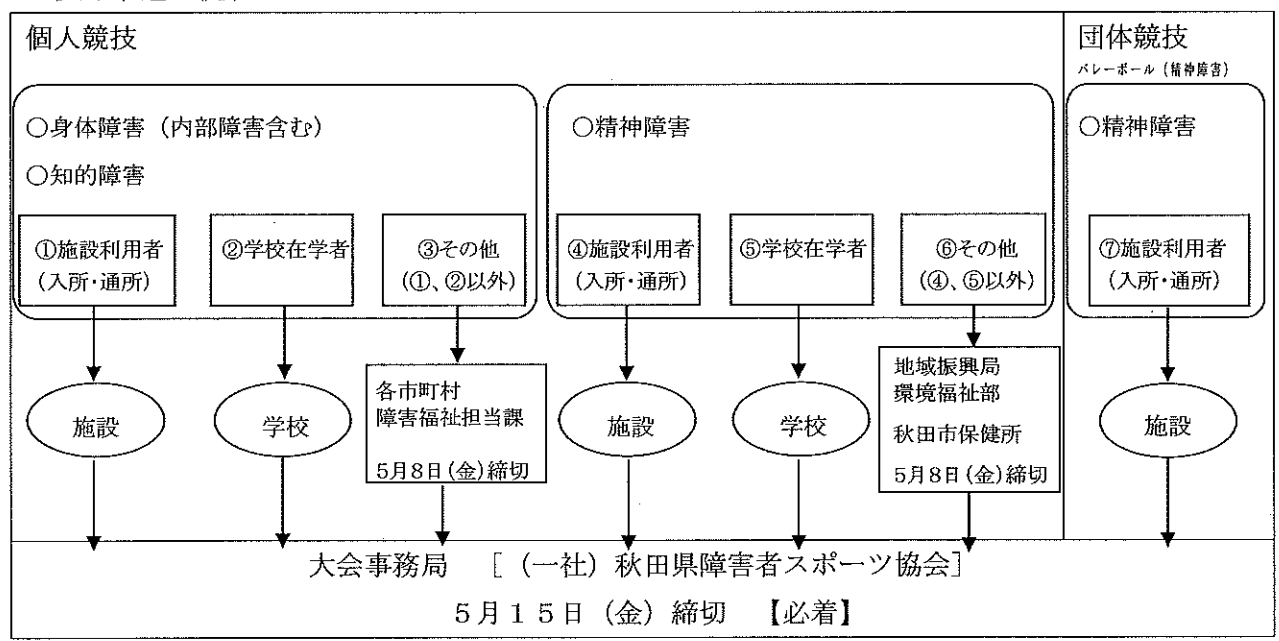 個人競技
団体競技
バレーボール (精神障害)
○身体障害 (内部障害含む)
○知的障害
○精神障害
○精神障害
①施設利用者
(入所・通所)
②学校在学者
③その他
(①、②以外)
④施設利用者
(入所・通所)
⑤学校在学者
⑥その他
(④、⑤以外)
⑦施設利用者
(入所・通所)
施設
学校
各市町村
障害福祉担当課
5月8日(金)締切
施設
学校
地域振興局
環境福祉部
秋田市保健所
5月8日(金)締切
施設
大会事務局 [ (一社) 秋田県障害者スポーツ協会]
5月15日 (金) 締切 【必着】